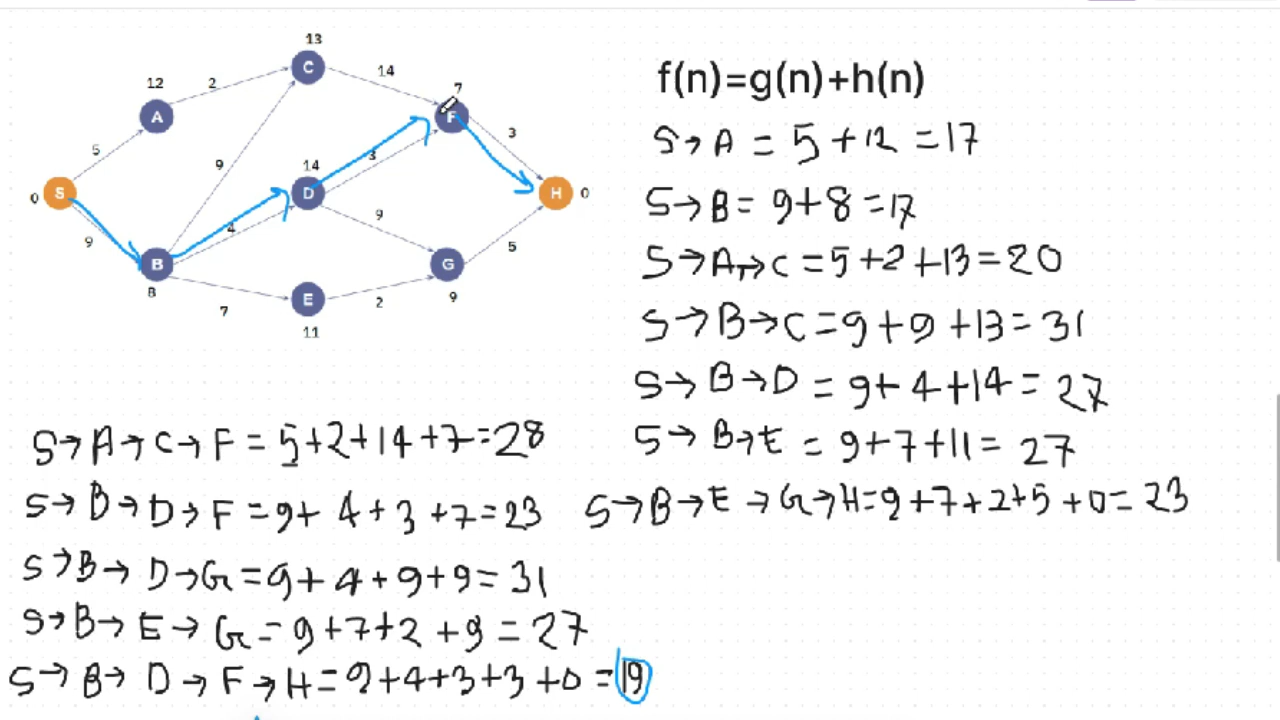 13
12
2
C
14
7
A
F
5
9
3
3
14
0
S
D
H
0
9
4
9
5
B
G
8
7
E
2
9
11
f(n)=g(n)+h(n)
S→A = 5+12 =17
S→B= 9+8=17
S→A→C=5+2+13=20
S→B→C=9+9+13=31
S→B→D = 9+4+14= 27
S→B→E = 9+7+11= 27
S→B→E→G→H=9+7+2+5+0=23
S→A→C→F = 5+2+14+7=28
S→B→D→F =9+4+3+7=23
S→B→D→G=9+4+9+9=31
S→B→E→G= 9+7+2+9=27
S→B→D→F→H=9+4+3+3+0=19